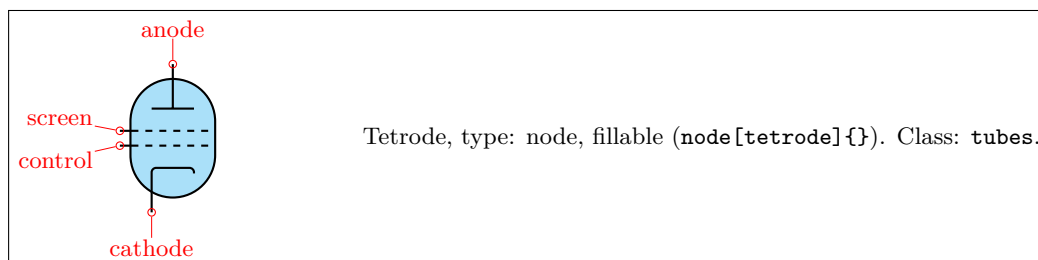 anode
screen
control
cathode
Tetrode, type: node, fillable (node[tetrode]{}). Class: tubes.